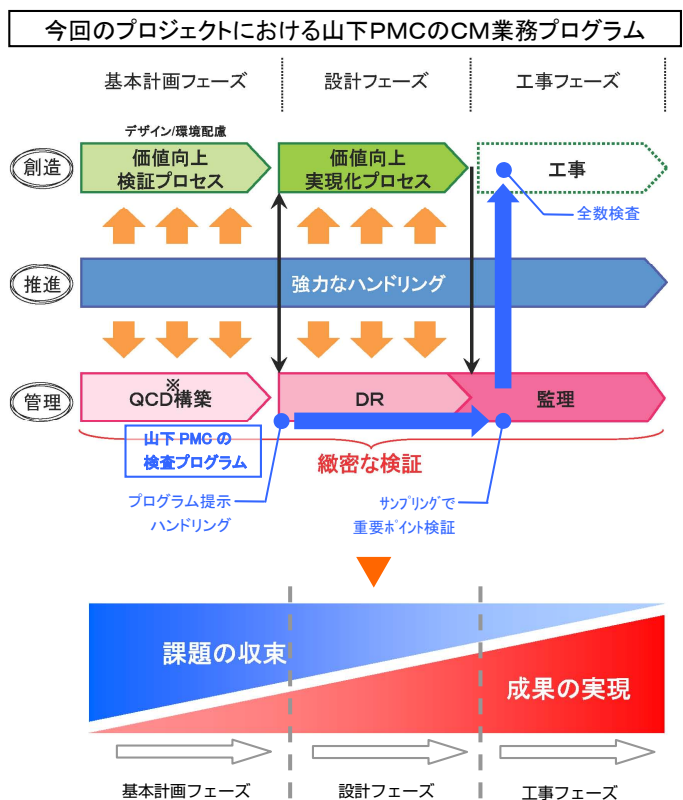 今回のプロジェクトにおける山下PMCのCM業務プログラム
基本計画フェーズ
設計フェーズ
工事フェーズ
デザイン/環境配慮
創造
価値向上
検証プロセス
価値向上
実現化プロセス
工事
全数検査
推進
強力なハンドリング
管理
※
QCD構築
DR
監理
山下PMCの
検査プログラム
緻密な検証
プログラム提示
ハンドリング
サンプリングで
重要ポイント検証
課題の収束
成果の実現
基本計画フェーズ
設計フェーズ
工事フェーズ